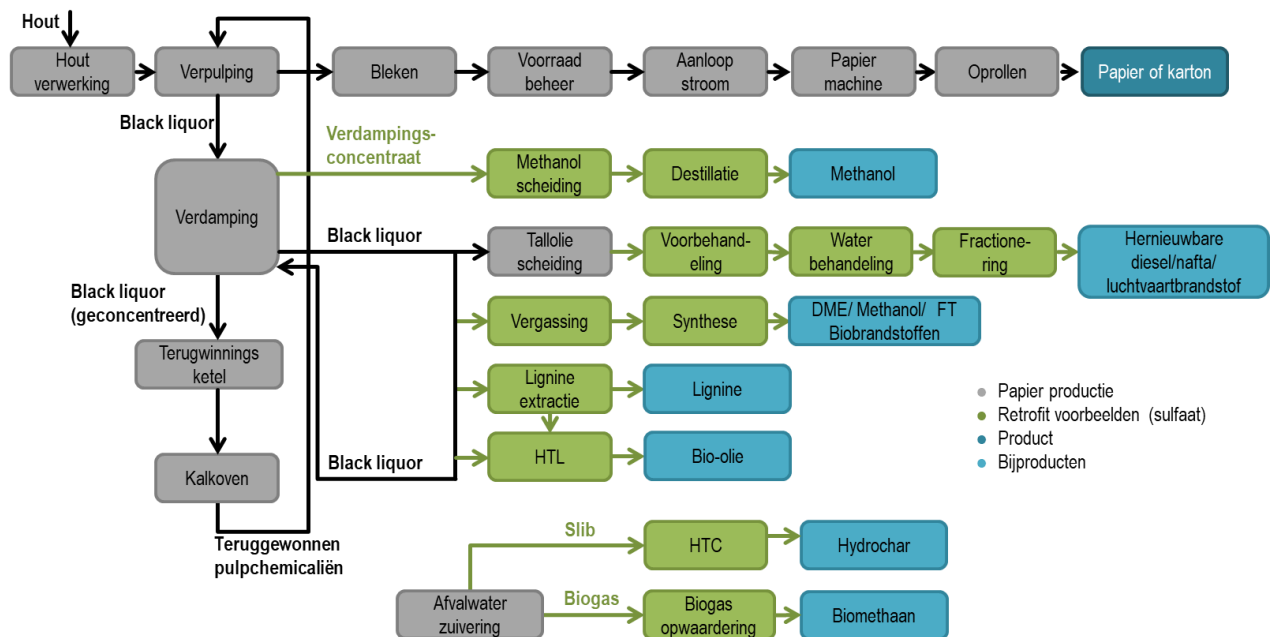 Hout
Hout
verwerking
Verpulping
Bleken
Voorraad
beheer
Aanloop
stroom
Papier
machine
Oprollen
Papier of karton
Black liquor
Verdampings-
concentraat
Methanol
scheiding
Destillatie
Methanol
Verdamping
Black liquor
Tallolie
scheiding
Voorbehand-
eling
Water
behandeling
Fractione-
ring
Hernieuwbare
diesel/nafta/
luchtvaartbrandstof
Black liquor
(geconcentreerd)
Vergassing
Synthese
DME/ Methanol/ FT
Biobrandstoffen
Terugwinnings
ketel
Lignine
extractie
Lignine
Black liquor
HTL
Bio-olie
Kalkoven
Papier productie
Retrofit voorbeelden (sulfaat)
Product
Bijproducten
Teruggewonnen
pulpchemicaliën
Slib
HTC
Hydrochar
Afvalwater
zuivering
Biogas
Biogas
opwaardering
Biomethaan